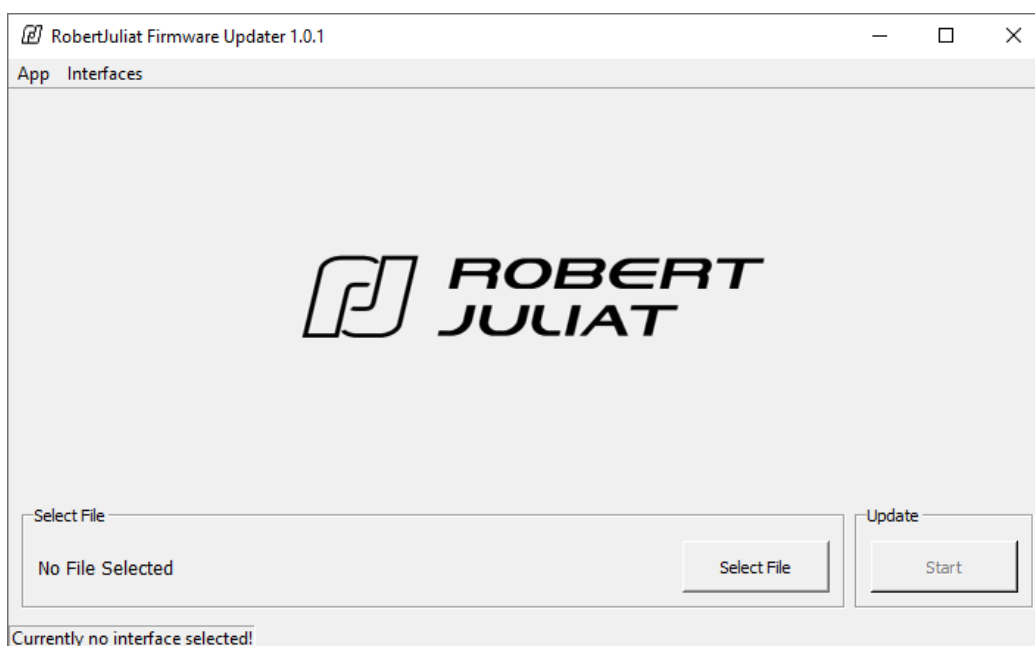 RobertJuliat Firmware Updater 1.0.1
App Interfaces
ROBERT
JULIAT
Select File
Update
No File Selected
Select File
Start
Currently no interface selected!